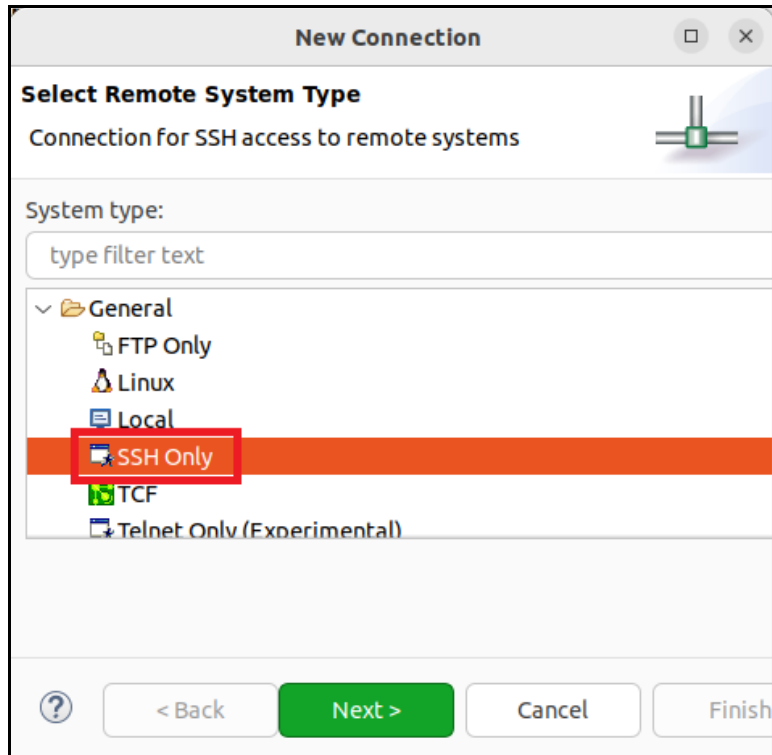 New Connection
Select Remote System Type
Connection for SSH access to remote systems
System type:
type filter text
General
FTP Only
Linux
Local
SSH Only
TCF
Telnet Only (Experimental)
? < Back Next > Cancel Finish